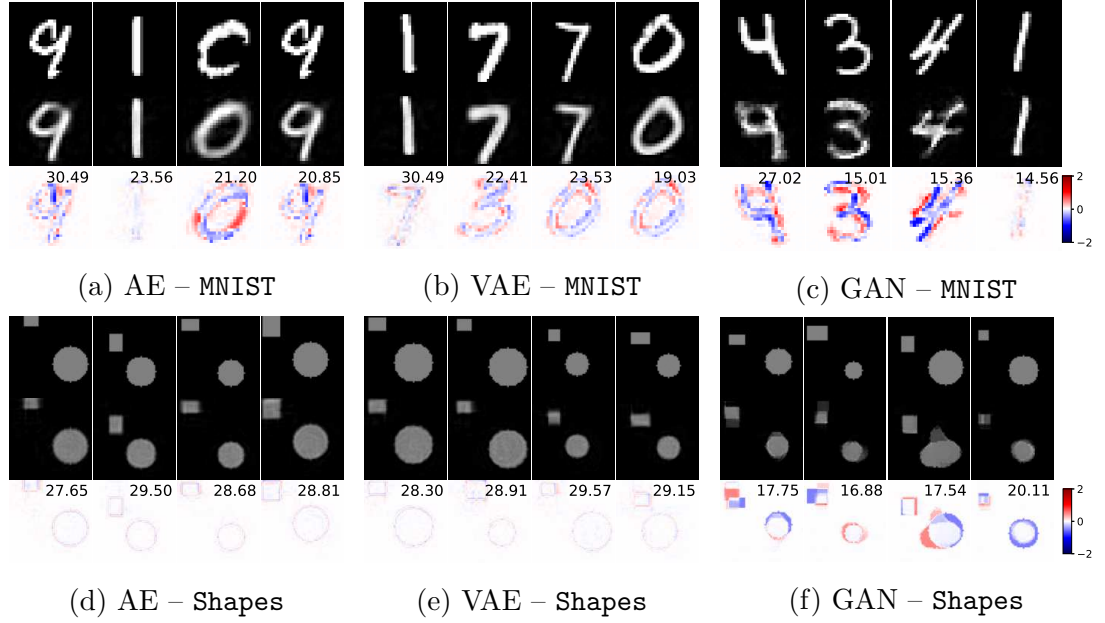 30.49 23.56 21.20 20.85
30.49 22.41 23.53 19.03
27.02 15.01 15.36 14.56
2
0
−2
(a) AE – MNIST
(b) VAE – MNIST
(c) GAN – MNIST
27.65 29.50 28.68 28.81
28.30 28.91 29.57 29.15
17.75 16.88 17.54 20.11
2
0
−2
(d) AE – Shapes
(e) VAE – Shapes
(f) GAN – Shapes